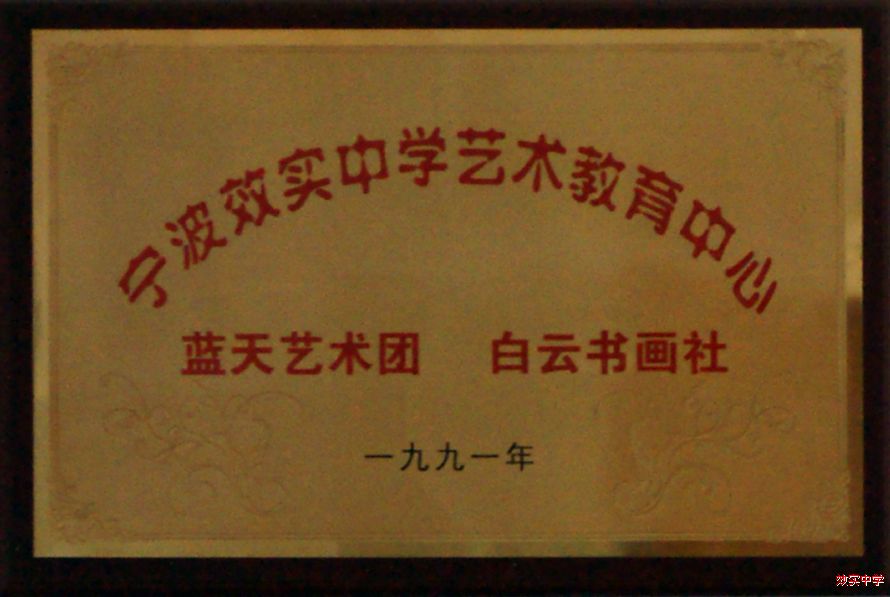 宁波效实中学艺术教育中心
蓝天艺术团 白云书画社
一九九一年
效实中学